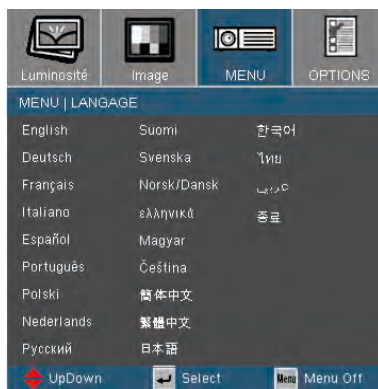 Luminosité
Image
MENU
OPTIONS
MENU | LANGAGE
English
Deutsch
Français
Italiano
Español
Português
Polski
Nederlands
Русский
Suomi
Svenska
Norsk/Dansk
ελληνικά
Magyar
Čeština
簡体中文
繁體中文
日本語
한국어
ไทย
종료
UpDown
Select
Menu
Menu Off